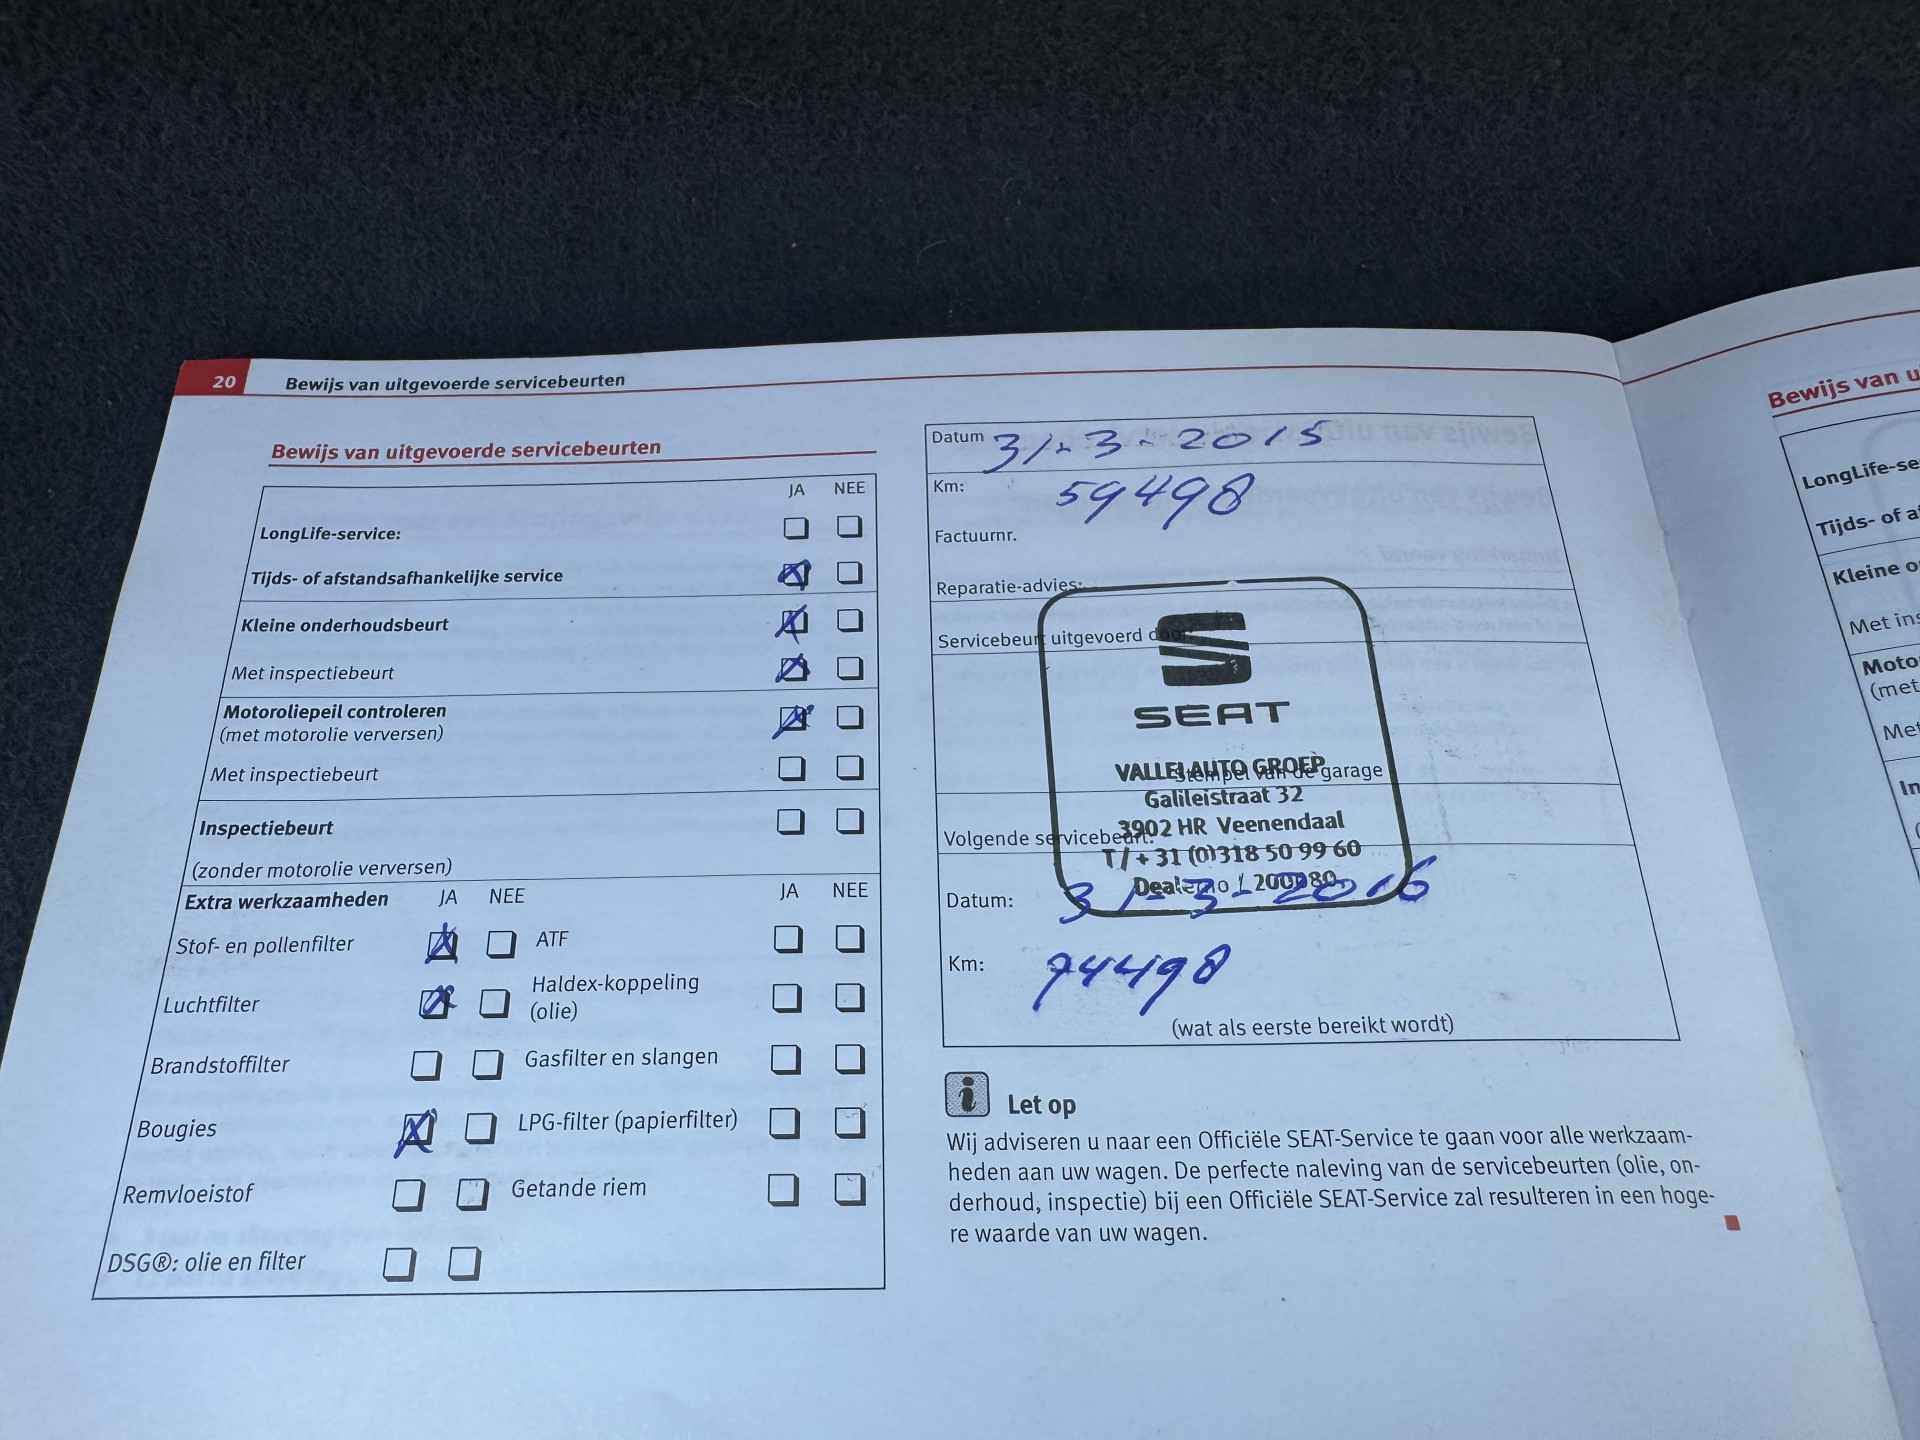 20 Bewijs van uitgevoerde servicebeurten
Bewijs van uitgevoerde servicebeurten
JA NEE
LongLife-service:
Tijds- of afstandsafhankelijke service
Kleine onderhoudsbeurt
Met inspectiebeurt
Motoroliepeil controleren
(met motorolie verversen)
Met inspectiebeurt
Inspectiebeurt
(zonder motorolie verversen)
Extra werkzaamheden JA NEE JA NEE
Stof- en pollenfilter ATF
Luchtfilter Haldex-koppeling
(olie)
Brandstoffilter Gasfilter en slangen
Bougies LPG-filter (papierfilter)
Remvloeistof Getande riem
DSG®: olie en filter
Datum 31-3-2015
Km: 59498
Factuurnr.
Reparatie-advies:
Servicebeurt uitgevoerd door:
SEAT
VALLEI AUTO GROEP
Stempel van de garage
Galileistraat 32
3902 HR Veenendaal
Volgende servicebeurt:
T / + 31 (0)318 50 99 60
Dealerno /
Datum: 31-3-2016
Km: 74498
(wat als eerste bereikt wordt)
i Let op
Wij adviseren u naar een Officiële SEAT-Service te gaan voor alle werkzaam-
heden aan uw wagen. De perfecte naleving van de servicebeurten (olie, on-
derhoud, inspectie) bij een Officiële SEAT-Service zal resulteren in een hoge-
re waarde van uw wagen.
Bewijs van u
LongLife-se
Tijds- of af
Kleine o
Met ins
Moto
(met
Met
In